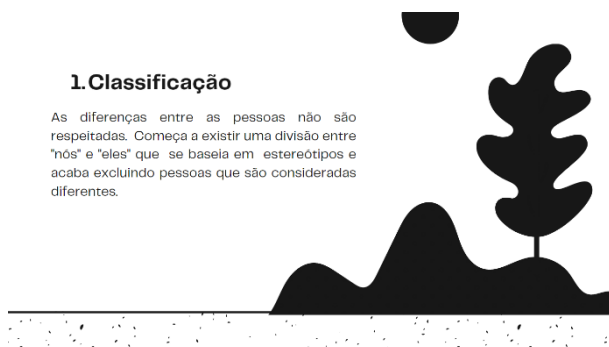 1. Classificação
As diferenças entre as pessoas não são
respeitadas. Começa a existir uma divisão entre
"nós" e "eles" que se baseia em estereótipos e
acaba excluindo pessoas que são consideradas
diferentes.